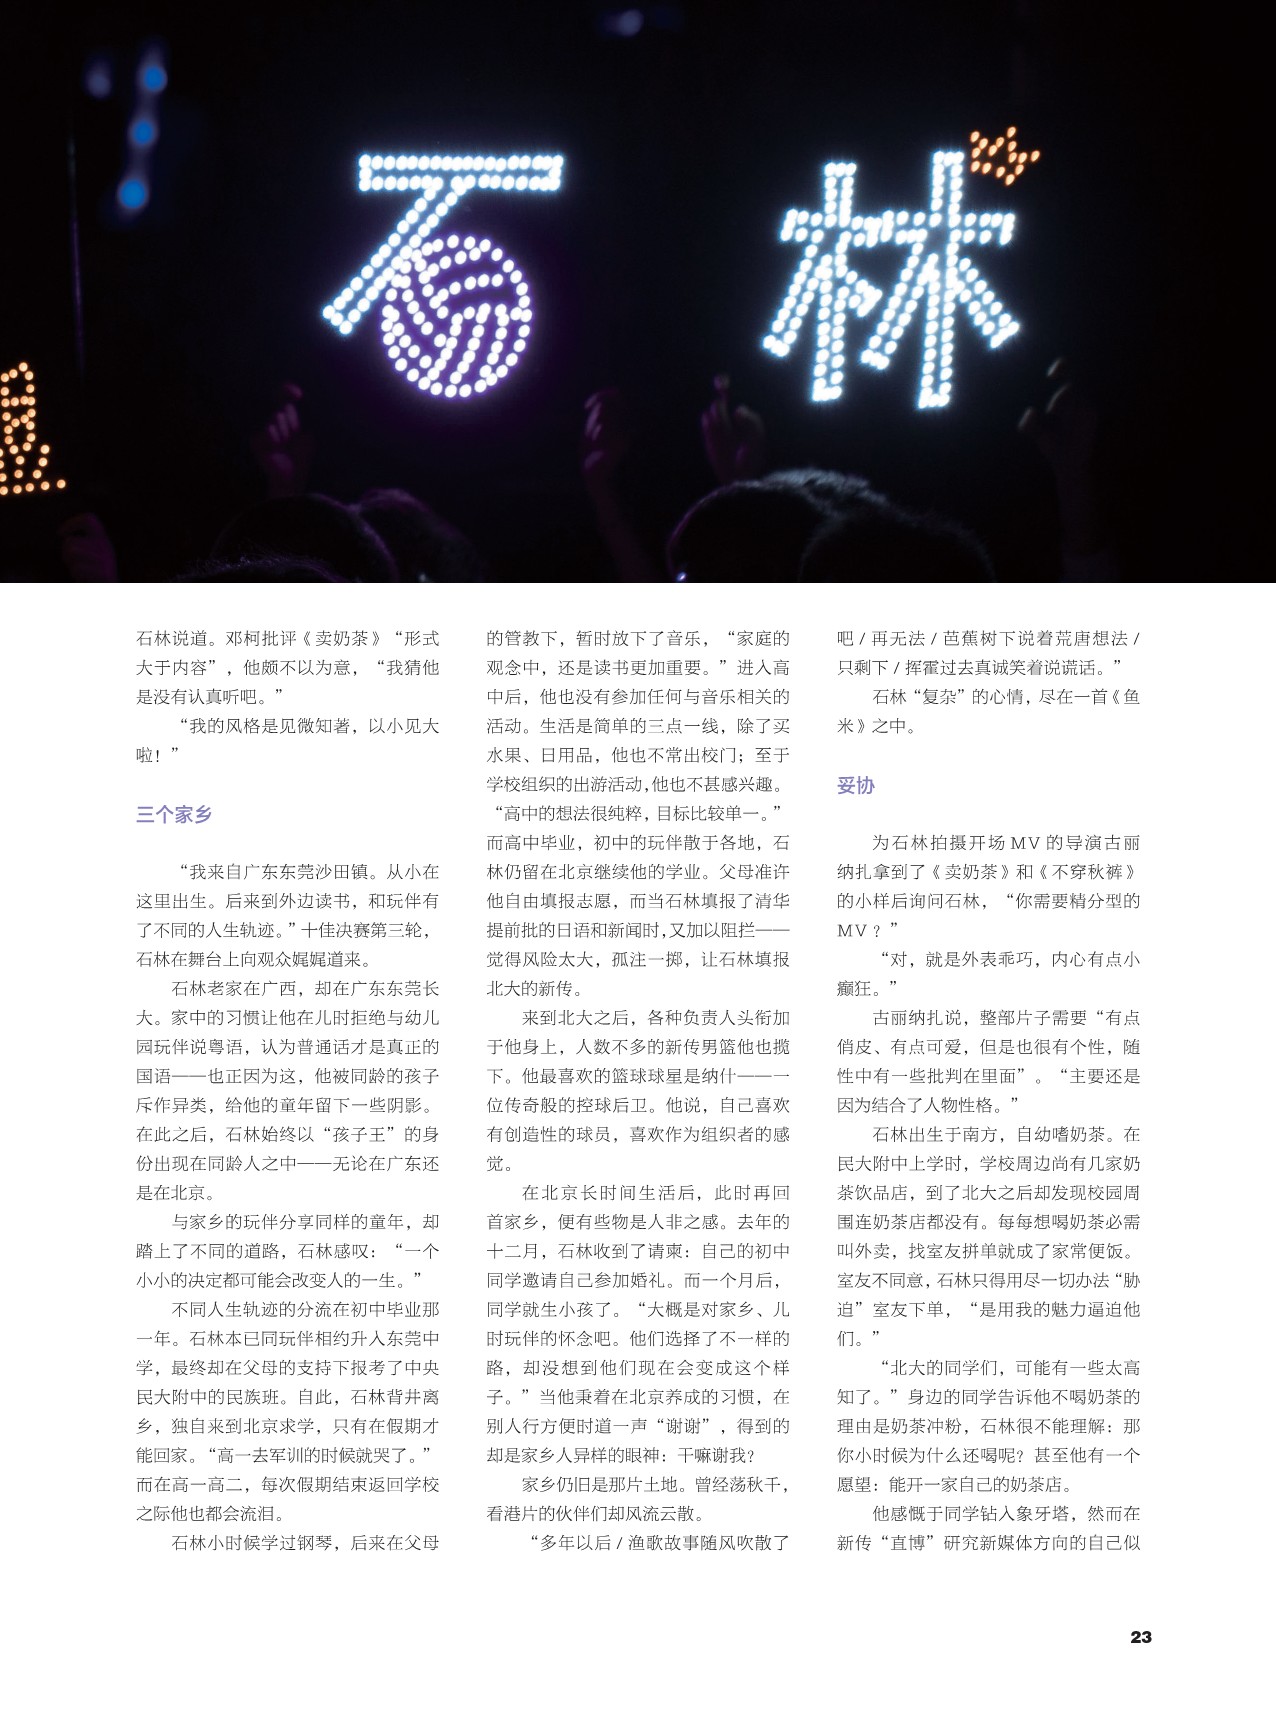 石林
石林说道。邓柯批评《卖奶茶》“形式
大于内容”，他颇不以为意，“我猜他
是没有认真听吧。”
“我的风格是见微知著，以小见大
啦！”
三个家乡
“我来自广东东莞沙田镇。从小在
这里出生。后来到外边读书，和玩伴有
了不同的人生轨迹。”十佳决赛第三轮，
石林在舞台上向观众娓娓道来。
石林老家在广西，却在广东东莞长
大。家中的习惯让他在儿时拒绝与幼儿
园玩伴说粤语，认为普通话才是真正的
国语——也正因为这，他被同龄的孩子
斥作异类，给他的童年留下一些阴影。
在此之后，石林始终以“孩子王”的身
份出现在同龄人之中——无论在广东还
是在北京。
与家乡的玩伴分享同样的童年，却
踏上了不同的道路，石林感叹：“一个
小小的决定都可能会改变人的一生。”
不同人生轨迹的分流在初中毕业那
一年。石林本已同玩伴相约升入东莞中
学，最终却在父母的支持下报考了中央
民大附中的民族班。自此，石林背井离
乡，独自来到北京求学，只有在假期才
能回家。“高一去军训的时候就哭了。”
而在高一高二，每次假期结束返回学校
之际他也都会流泪。
石林小时候学过钢琴，后来在父母
的管教下，暂时放下了音乐，“家庭的
观念中，还是读书更加重要。”进入高
中后，他也没有参加任何与音乐相关的
活动。生活是简单的三点一线，除了买
水果、日用品，他也不常出校门；至于
学校组织的出游活动，他也不甚感兴趣。
“高中的想法很纯粹，目标比较单一。”
而高中毕业，初中的玩伴散于各地，石
林仍留在北京继续他的学业。父母准许
他自由填报志愿，而当石林填报了清华
提前批的日语和新闻时，又加以阻拦——
觉得风险太大，孤注一掷，让石林填报
北大的新传。
来到北大之后，各种负责人头衔加
于他身上，人数不多的新传男篮他也揽
下。他最喜欢的篮球球星是纳什——一
位传奇般的控球后卫。他说，自己喜欢
有创造性的球员，喜欢作为组织者的感
觉。
在北京长时间生活后，此时再回
首家乡，便有些物是人非之感。去年的
十二月，石林收到了请柬：自己的初中
同学邀请自己参加婚礼。而一个月后，
同学就生小孩了。“大概是对家乡、儿
时玩伴的怀念吧。他们选择了不一样的
路，却没想到他们现在会变成这个样
子。”当他秉着在北京养成的习惯，在
别人行方便时道一声“谢谢”，得到的
却是家乡人异样的眼神：干嘛谢我？
家乡仍旧是那片土地。曾经荡秋千，
看港片的伙伴们却风流云散。
“多年以后 / 渔歌故事随风吹散了
吧 / 再无法 / 芭蕉树下说着荒唐想法 /
只剩下 / 挥霍过去真诚笑着说谎话。”
石林“复杂”的心情，尽在一首《鱼
米》之中。
妥协
为石林拍摄开场 MV 的导演古丽
纳扎拿到了《卖奶茶》和《不穿秋裤》
的小样后询问石林，“你需要精分型的
MV？”
“对，就是外表乖巧，内心有点小
癫狂。”
古丽纳扎说，整部片子需要“有点
俏皮、有点可爱，但是也很有个性，随
性中有一些批判在里面”。“主要还是
因为结合了人物性格。”
石林出生于南方，自幼嗜奶茶。在
民大附中上学时，学校周边尚有几家奶
茶饮品店，到了北大之后却发现校园周
围连奶茶店都没有。每每想喝奶茶必需
叫外卖，找室友拼单就成了家常便饭。
室友不同意，石林只得用尽一切办法“胁
迫”室友下单，“是用我的魅力逼迫他
们。”
“北大的同学们，可能有一些太高
知了。”身边的同学告诉他不喝奶茶的
理由是奶茶冲粉，石林很不能理解：那
你小时候为什么还喝呢？甚至他有一个
愿望：能开一家自己的奶茶店。
他感慨于同学钻入象牙塔，然而在
新传“直博”研究新媒体方向的自己似
23